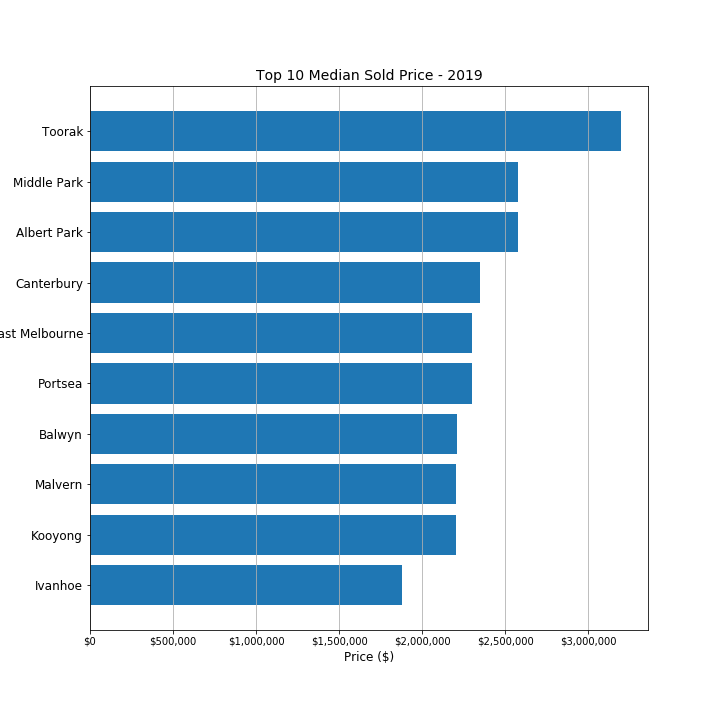 Top 10 Median Sold Price - 2019
Toorak
Middle Park
Albert Park
Canterbury
ast Melbourne
Portsea
Balwyn
Malvern
Kooyong
Ivanhoe
$0 $500,000 $1,000,000 $1,500,000 $2,000,000 $2,500,000 $3,000,000
Price ($)